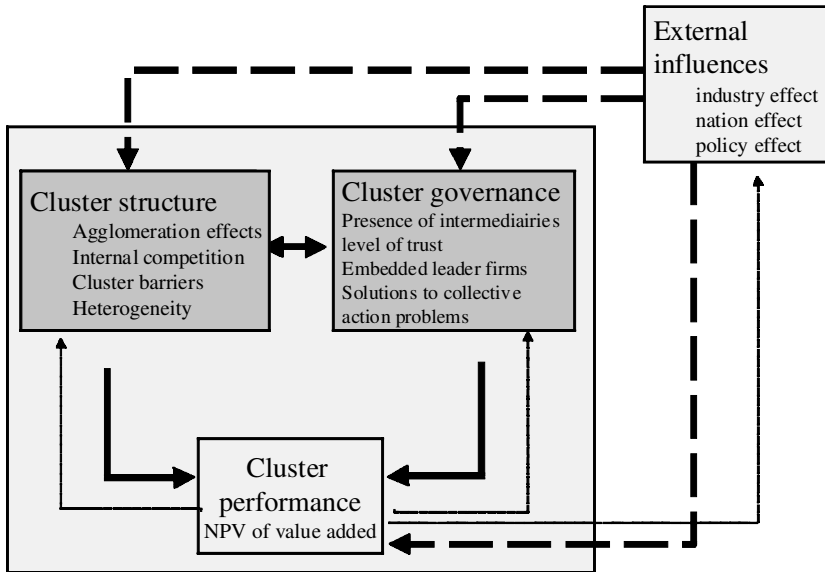 External
influences
industry effect
nation effect
policy effect
Cluster structure
Agglomeration effects
Internal competition
Cluster barriers
Heterogeneity
Cluster governance
Presence of intermediairies
level of trust
Embedded leader firms
Solutions to collective
action problems
Cluster
performance
NPV of value added